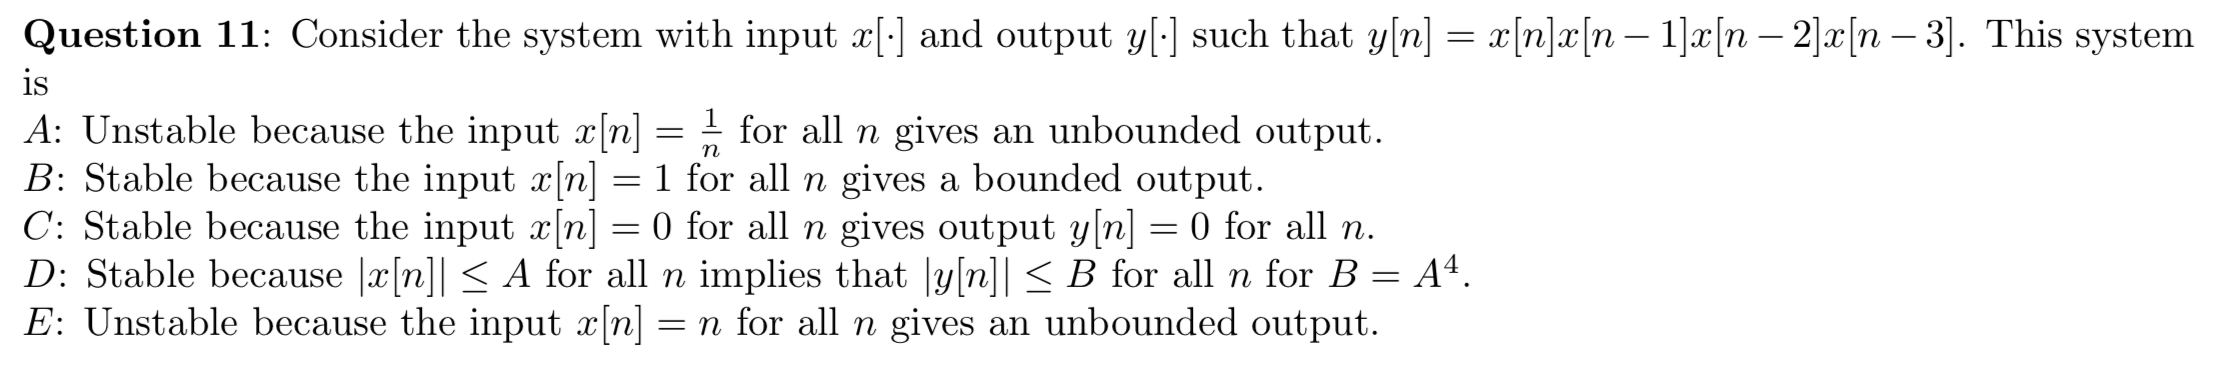 Question 11: Consider the system with input x[·] and output y[·] such that y[n] = x[n]x[n − 1]x[n − 2]x[n − 3]. This system
is
A: Unstable because the input x[n] = 1/n for all n gives an unbounded output.
B: Stable because the input x[n] = 1 for all n gives a bounded output.
C: Stable because the input x[n] = 0 for all n gives output y[n] = 0 for all n.
D: Stable because |x[n]| ≤ A for all n implies that |y[n]| ≤ B for all n for B = A⁴.
E: Unstable because the input x[n] = n for all n gives an unbounded output.